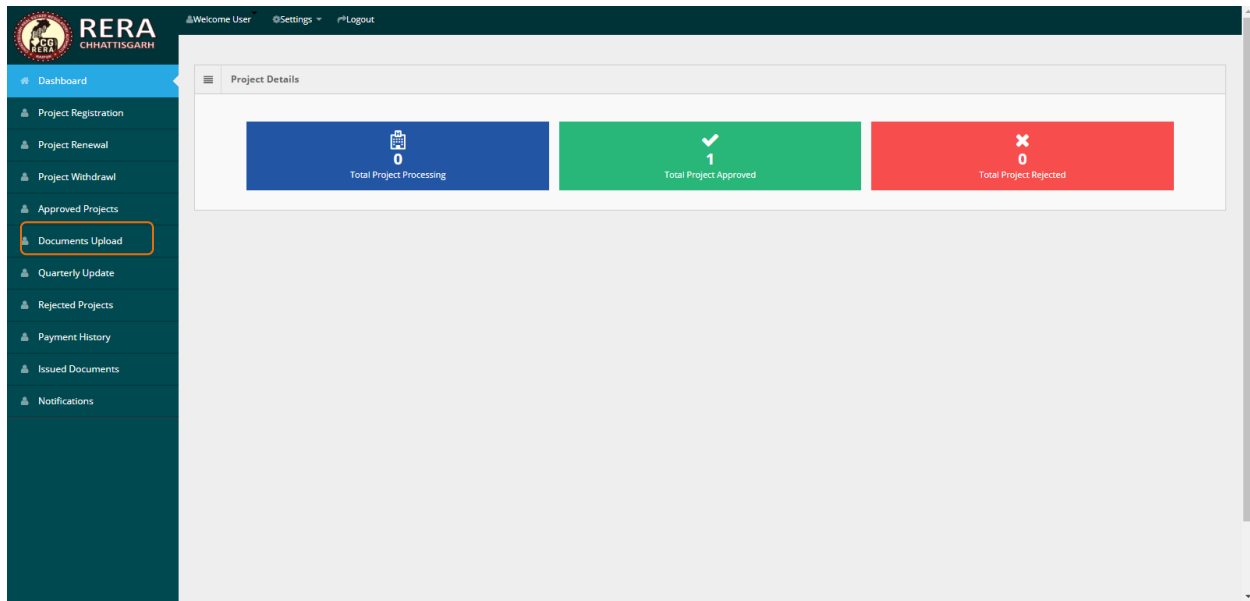 RERA
CHHATTISGARH
CG
RERA
Welcome User Settings Logout
Dashboard
Project Registration
Project Renewal
Project Withdrawl
Approved Projects
Documents Upload
Quarterly Update
Rejected Projects
Payment History
Issued Documents
Notifications
Project Details
0
Total Project Processing
1
Total Project Approved
0
Total Project Rejected